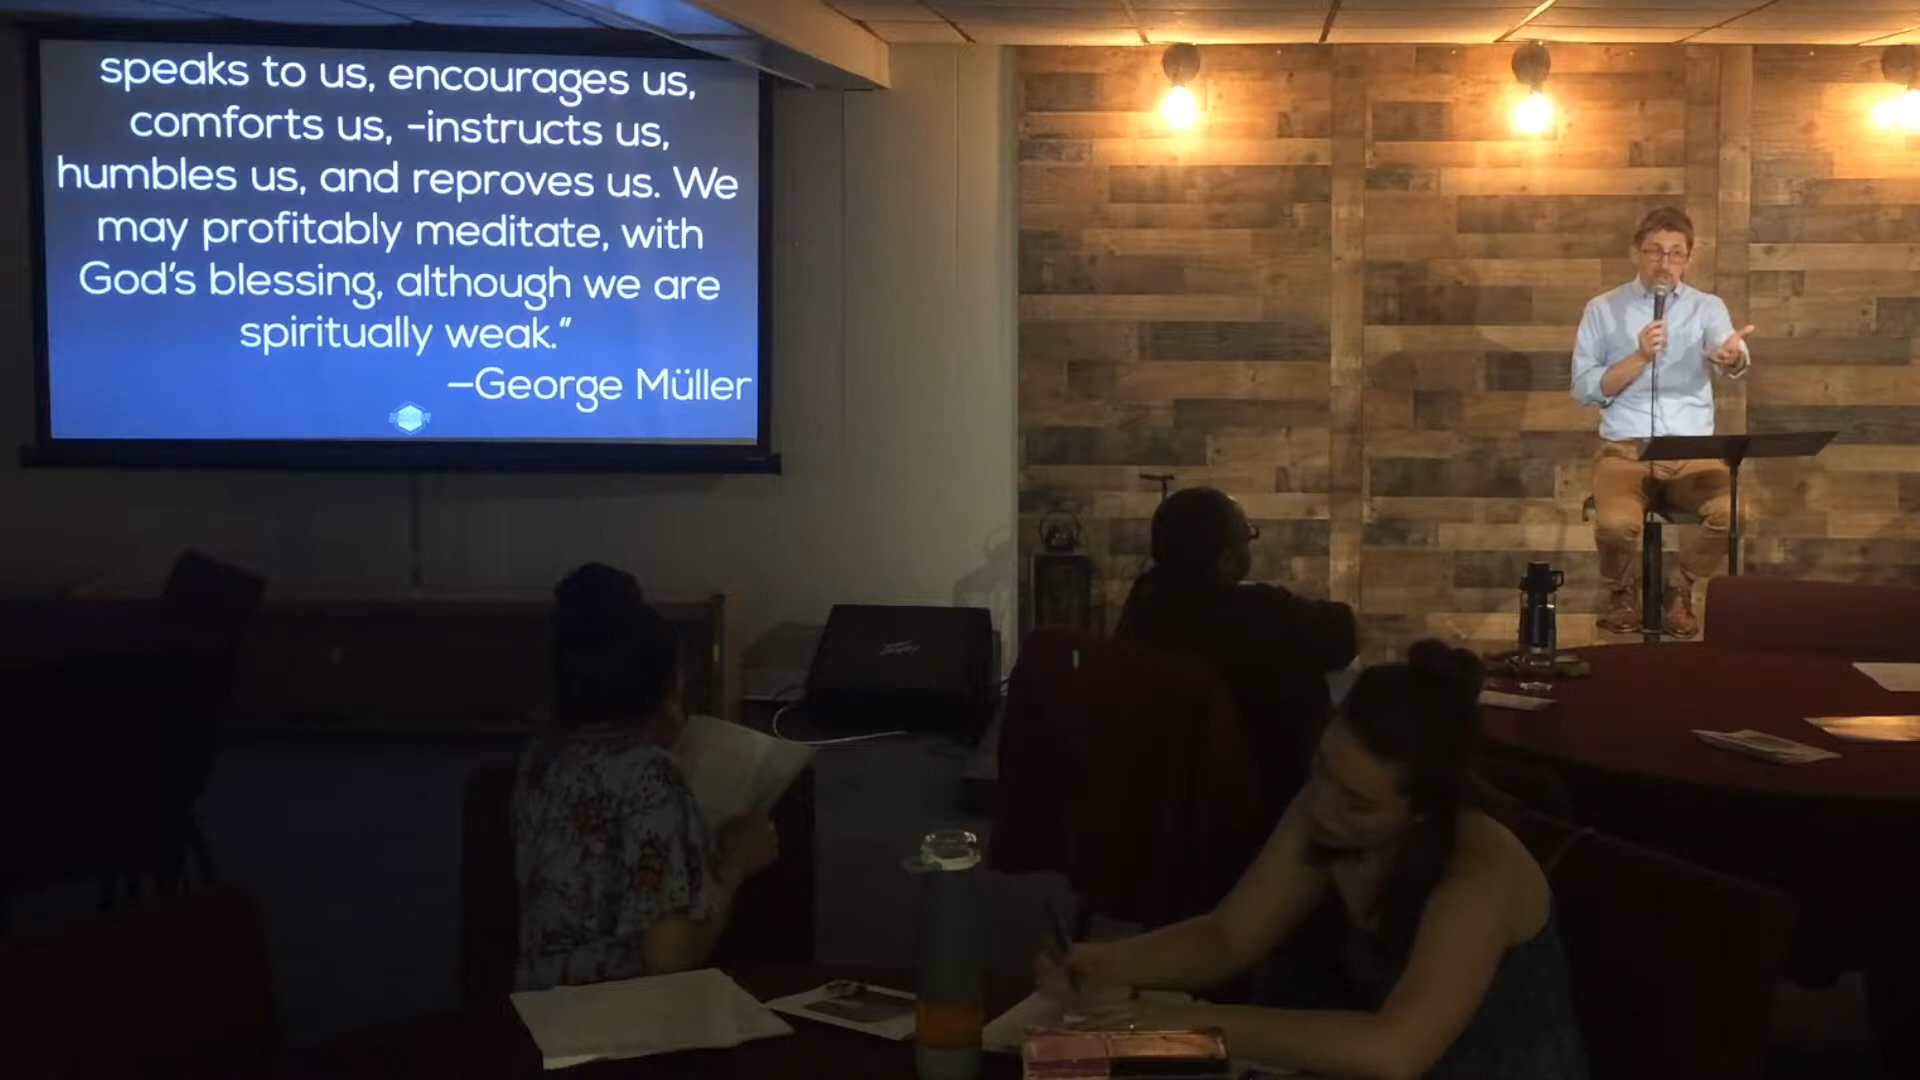 speaks to us, encourages us,
comforts us, -instructs us,
humbles us, and reproves us. We
may profitably meditate, with
God's blessing, although we are
spiritually weak."
—George Müller